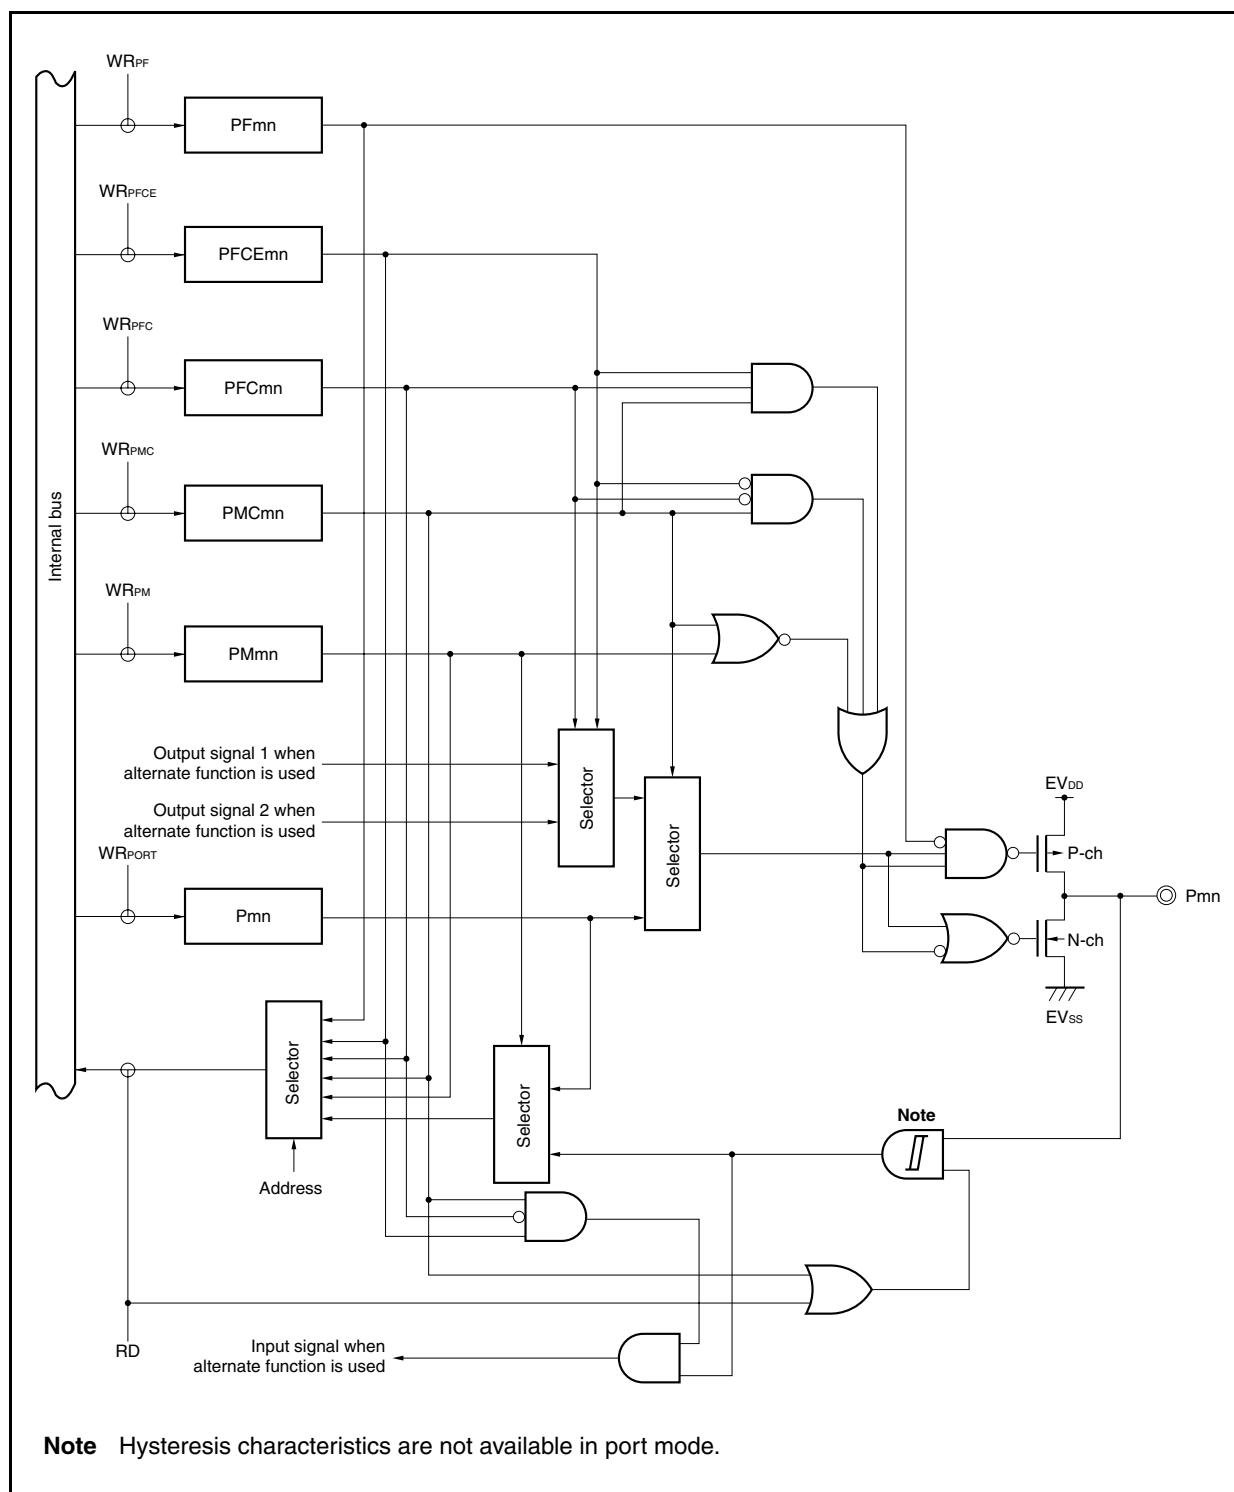 WRPF
PFmn
WRPFCE
PFCEmn
WRPFC
PFCmn
WRPMC
PMCmn
Internal bus
WRPM
PMmn
Output signal 1 when
alternate function is used
Output signal 2 when
alternate function is used
Selector
Selector
EVDD
P-ch
WRPORT
Pmn
Pmn
N-ch
EVSS
Selector
Selector
Note
Address
RD
Input signal when
alternate function is used
Note Hysteresis characteristics are not available in port mode.